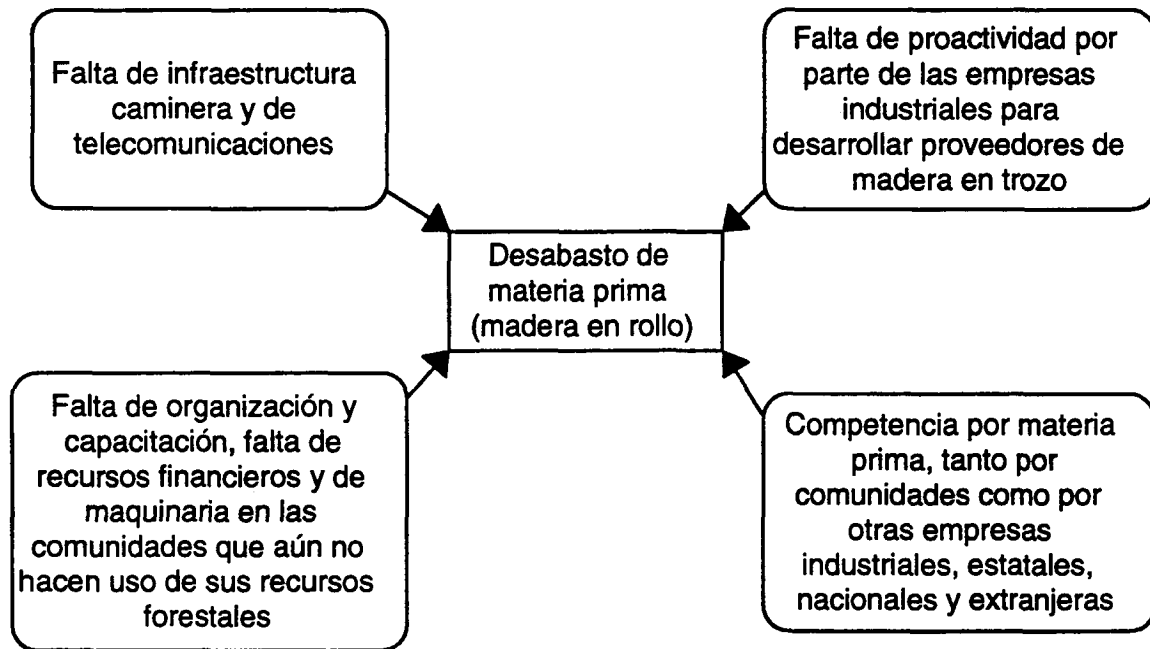 Falta de infraestructura
caminera y de
telecomunicaciones
Falta de proactividad por
parte de las empresas
industriales para
desarrollar proveedores de
madera en trozo
Desabasto de
materia prima
(madera en rollo)
Falta de organización y
capacitación, falta de
recursos financieros y de
maquinaria en las
comunidades que aún no
hacen uso de sus recursos
forestales
Competencia por materia
prima, tanto por
comunidades como por
otras empresas
industriales, estatales,
nacionales y extranjeras